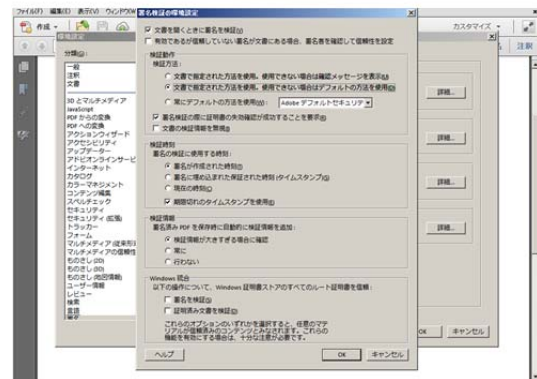 ファイル(F) 編集(E) 表示(V) ウィンドウ(W)
作成
カスタマイズ
注釈
環境設定
分類(G):
一般
注釈
文書
3D とマルチメディア
JavaScript
PDF からの変換
PDF への変換
アクションウィザード
アクセシビリティ
アップデーター
アドビオンラインサービ
インターネット
カタログ
カラーマネジメント
コンテンツ編集
スペルチェック
セキュリティ
セキュリティ (拡張)
トラッカー
フォーム
マルチメディア (従来形
マルチメディアの信頼性
ものさし (2D)
ものさし (3D)
ものさし (地図情報)
ユーザー情報
レビュー
検索
言語
署名
詳細...
詳細...
詳細...
詳細...
OK
キャンセル
署名検証の環境設定
文書を開くときに署名を検証(V)
有効であるが信頼していない署名が文書にある場合、署名者を確認して信頼性を設定
検証動作
検証方法:
文書で指定された方法を使用。使用できない場合は確認メッセージを表示(U)
文書で指定された方法を使用。使用できない場合はデフォルトの方法を使用(D)
常にデフォルトの方法を使用(W):
Adobe デフォルトセキュリテ
署名検証の際に証明書の失効確認が成功することを要求(R)
文書の検証情報を無視(I)
検証時刻
署名の検証に使用する時刻:
署名が作成された時刻(T)
署名に埋め込まれた保証された時刻 (タイムスタンプ)(S)
現在の時刻(C)
期限切れのタイムスタンプを使用(U)
検証情報
署名済み PDF を保存時に自動的に検証情報を追加:
検証情報が大きすぎる場合に確認
常に
行わない
Windows 統合
以下の操作について、Windows 証明書ストアのすべてのルート証明書を信頼:
署名を検証(S)
証明済み文書を検証(D)
これらのオプションのいずれかを選択すると、任意のマテ
リアルが信頼済みのコンテンツとみなされます。これらの
機能を有効にする場合は、十分な注意が必要です。
ヘルプ
OK
キャンセル